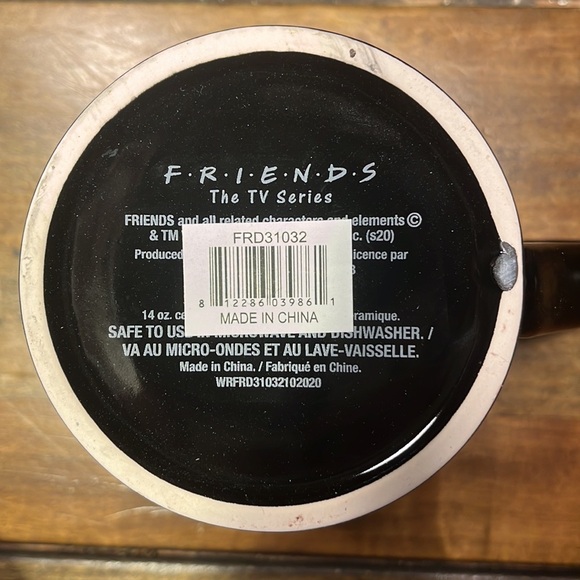 F·R·I·E·N·D·S
The TV Series
FRIENDS and all related characters and elements ©
& TM c. (s20)
Produced licence par
FRD31032
8 12286 03986 1
MADE IN CHINA
14 oz.
SAFE TO USE IN MICROWAVE AND DISHWASHER. /
VA AU MICRO-ONDES ET AU LAVE-VAISSELLE.
Made in China. / Fabriqué en Chine.
WRFRD31032102020